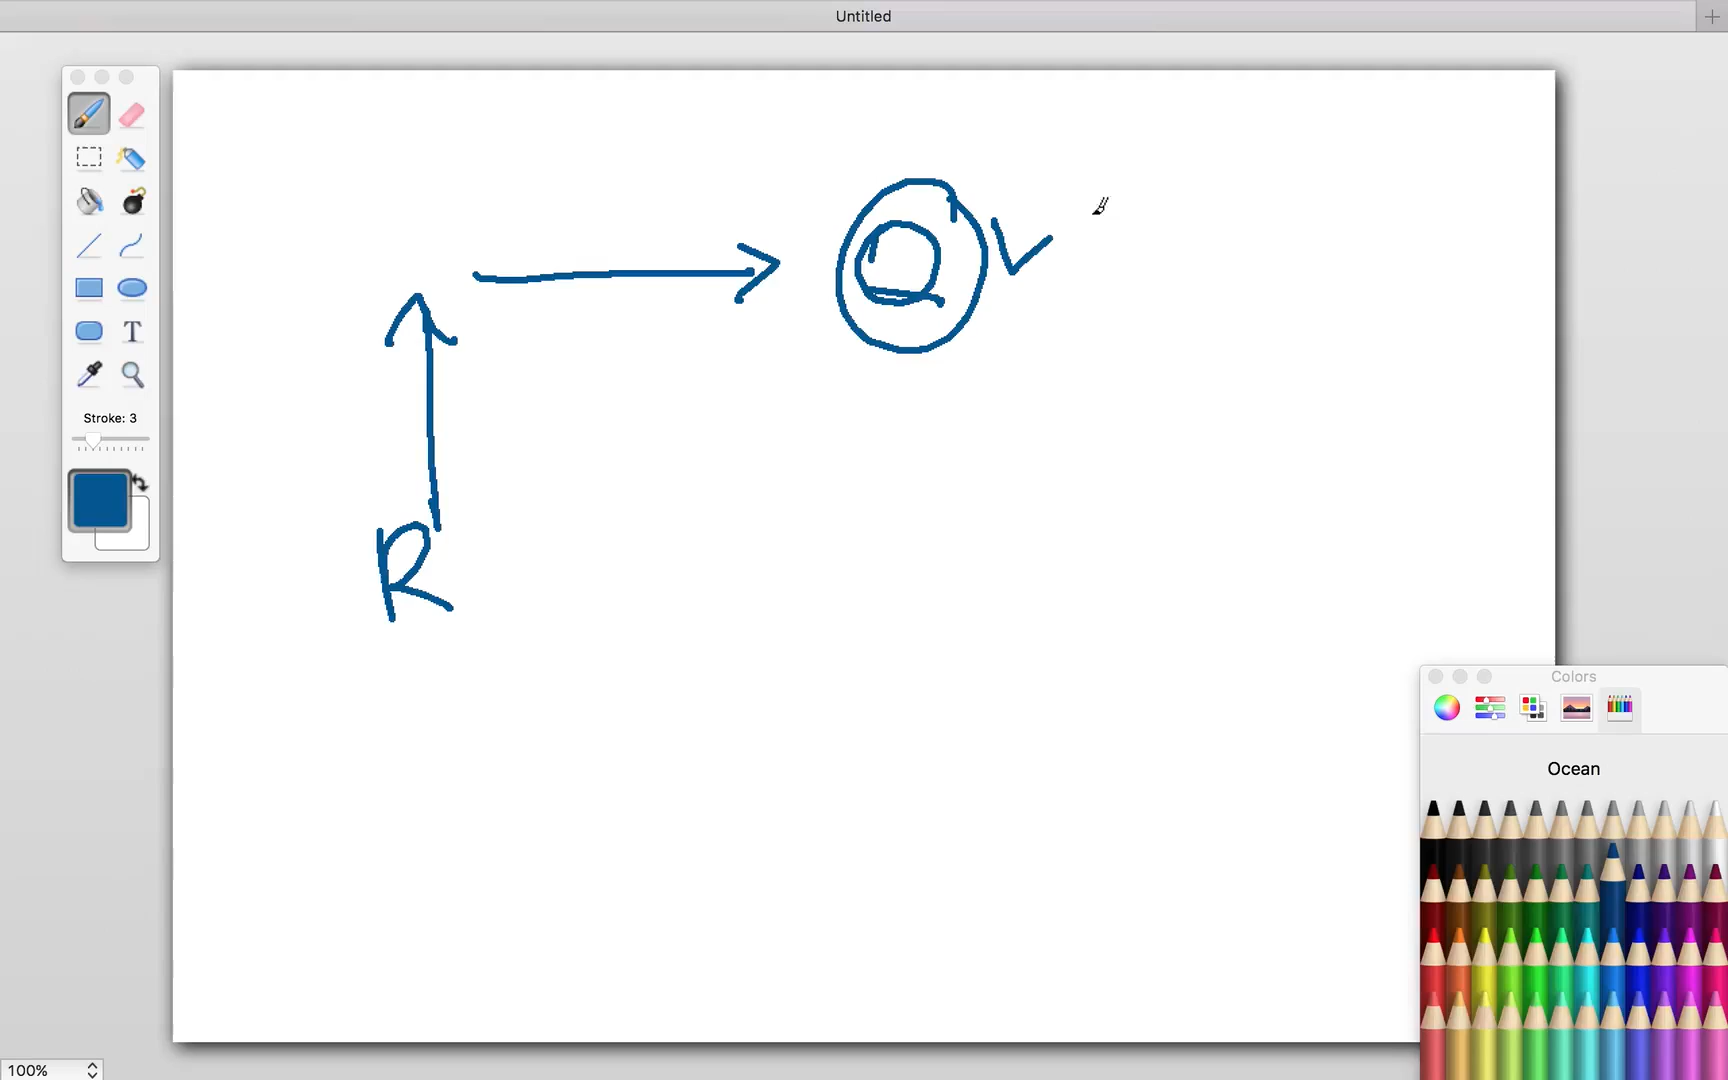 Untitled
T
Stroke: 3
Q V
R
Colors
Ocean
100%